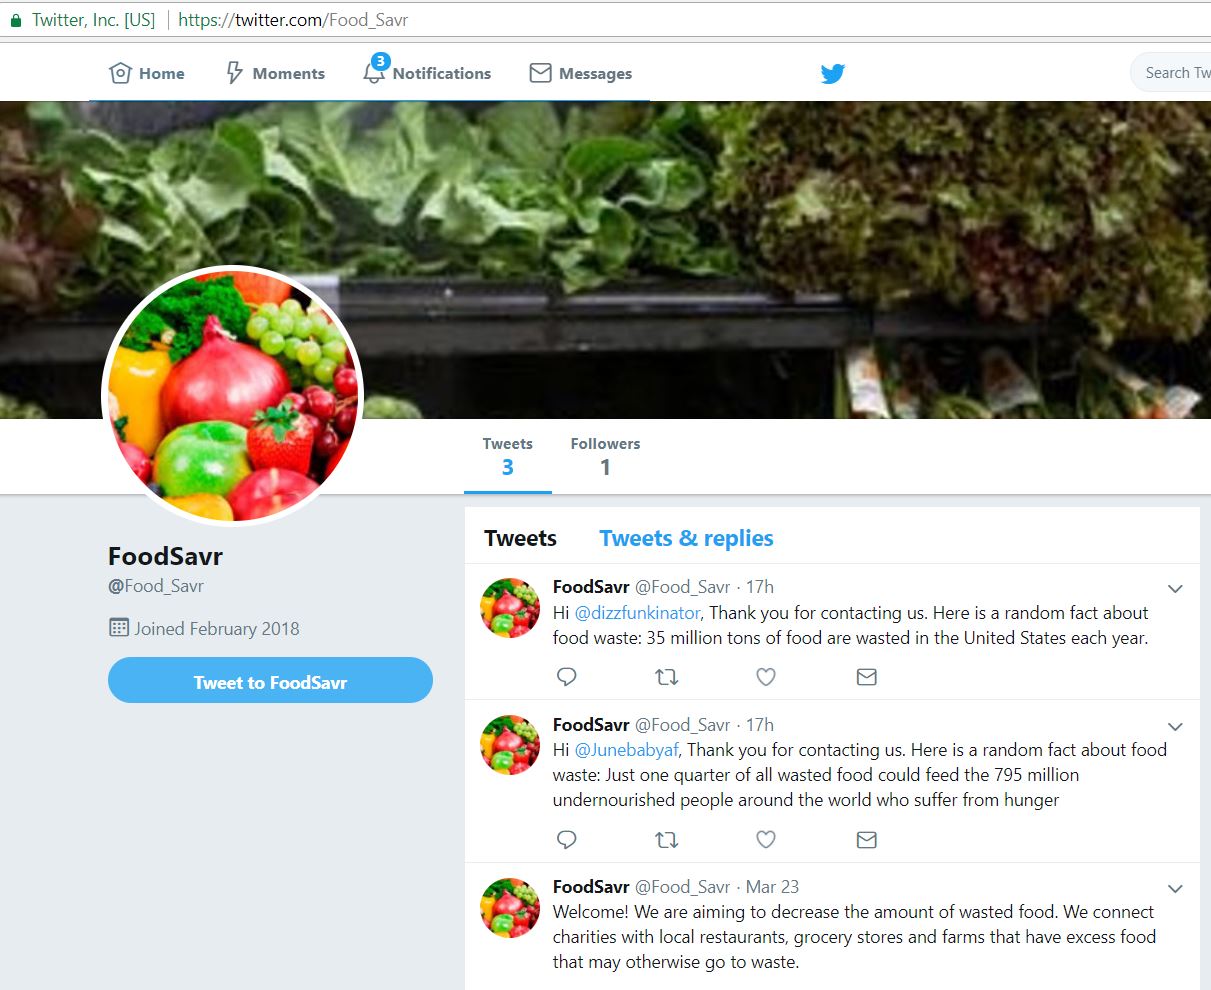 Twitter, Inc. [US] https://twitter.com/Food_Savr
Home Moments 3 Notifications Messages Search Tw
Tweets Followers
3 1
FoodSavr
@Food_Savr
Joined February 2018
Tweet to FoodSavr
Tweets Tweets & replies
FoodSavr @Food_Savr · 17h
Hi @dizzfunkinator, Thank you for contacting us. Here is a random fact about
food waste: 35 million tons of food are wasted in the United States each year.
FoodSavr @Food_Savr · 17h
Hi @Junebabyaf, Thank you for contacting us. Here is a random fact about food
waste: Just one quarter of all wasted food could feed the 795 million
undernourished people around the world who suffer from hunger
FoodSavr @Food_Savr · Mar 23
Welcome! We are aiming to decrease the amount of wasted food. We connect
charities with local restaurants, grocery stores and farms that have excess food
that may otherwise go to waste.